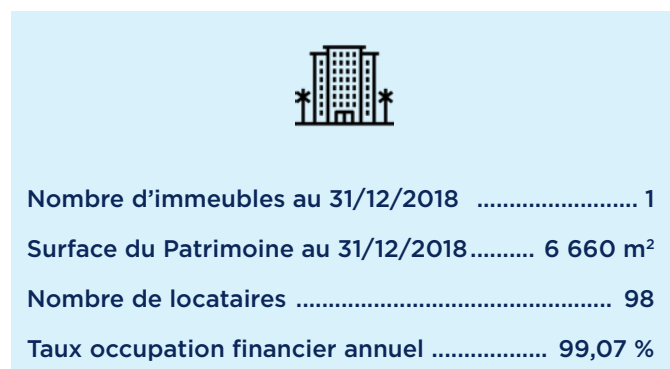 Nombre d’immeubles au 31/12/2018 ......................... 1
Surface du Patrimoine au 31/12/2018.......... 6 660 m²
Nombre de locataires ................................................. 98
Taux occupation financier annuel .................. 99,07 %